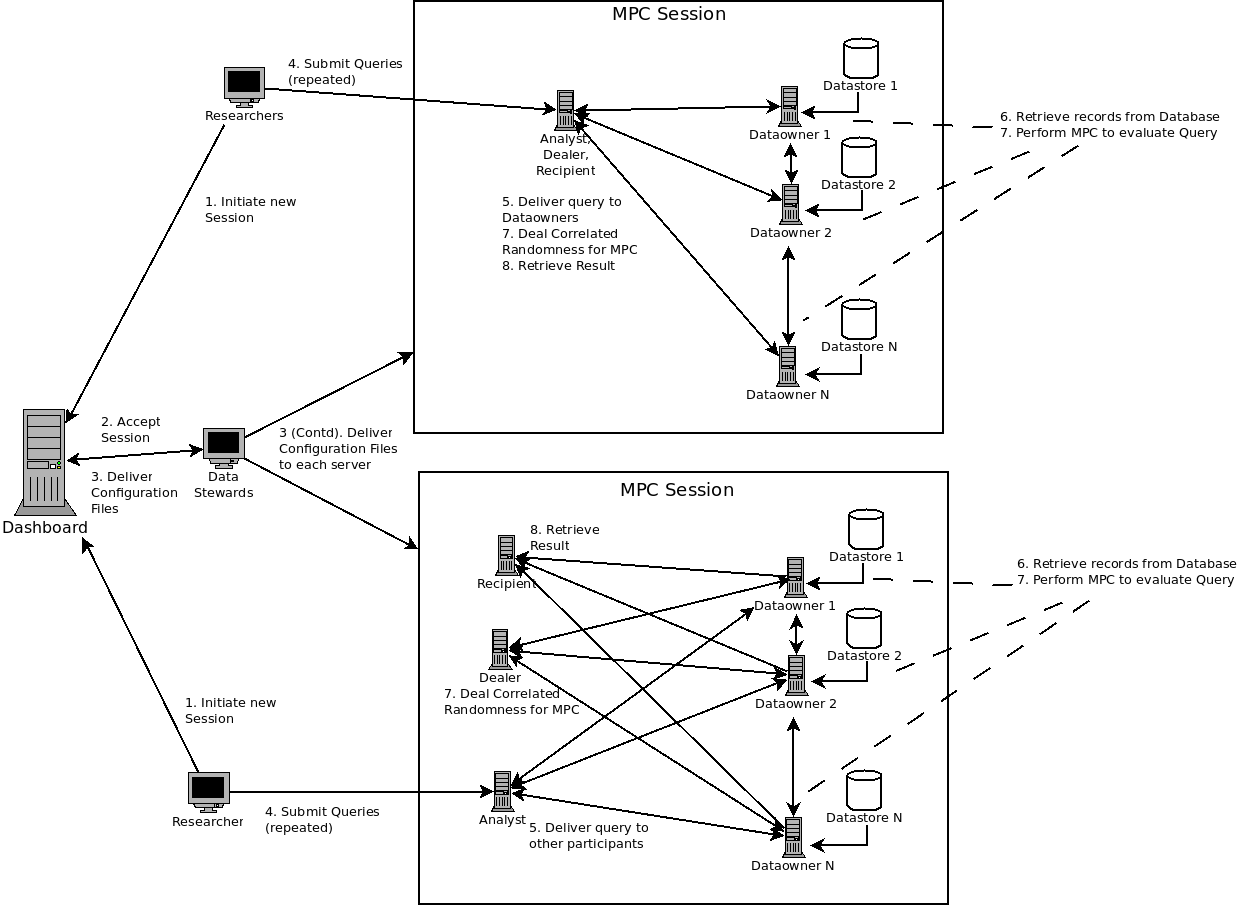 MPC Session
4. Submit Queries
(repeated)
Researchers
Datastore 1
Analyst,
Dealer,
Recipient
Dataowner 1
6. Retrieve records from Database
7. Perform MPC to evaluate Query
Datastore 2
1. Initiate new
Session
5. Deliver query to
Dataowners
7. Deal Correlated
Randomness for MPC
8. Retrieve Result
Dataowner 2
Datastore N
Dataowner N
2. Accept
Session
3 (Contd). Deliver
Configuration Files
to each server
3. Deliver
Configuration
Files
Data
Stewards
Dashboard
MPC Session
8. Retrieve
Result
Datastore 1
Recipient
Dataowner 1
6. Retrieve records from Database
7. Perform MPC to evaluate Query
Datastore 2
Dealer
7. Deal Correlated
Randomness for MPC
Dataowner 2
1. Initiate new
Session
Researcher
4. Submit Queries
(repeated)
Analyst
5. Deliver query to
other participants
Datastore N
Dataowner N